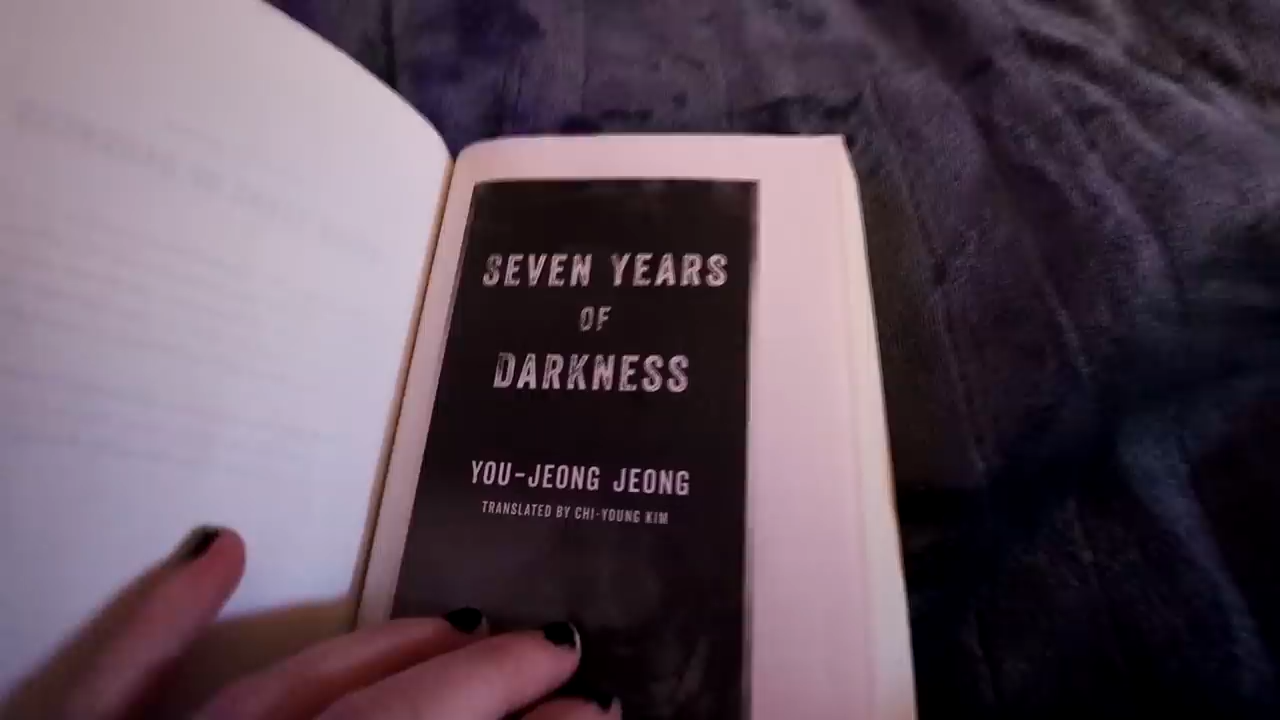 SEVEN YEARS
OF
DARKNESS
YOU-JEONG JEONG
TRANSLATED BY CHI-YOUNG KIM